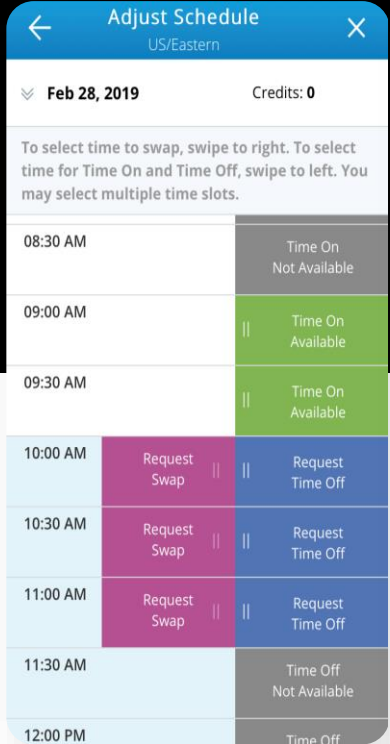 Adjust Schedule
US/Eastern
Feb 28, 2019 Credits: 0
To select time to swap, swipe to right. To select
time for Time On and Time Off, swipe to left. You
may select multiple time slots.
08:30 AM
Time On
Not Available
09:00 AM
Time On
Available
09:30 AM
Time On
Available
10:00 AM
Request
Swap
Request
Time Off
10:30 AM
Request
Swap
Request
Time Off
11:00 AM
Request
Swap
Request
Time Off
11:30 AM
Time Off
Not Available
12:00 PM
Time Off